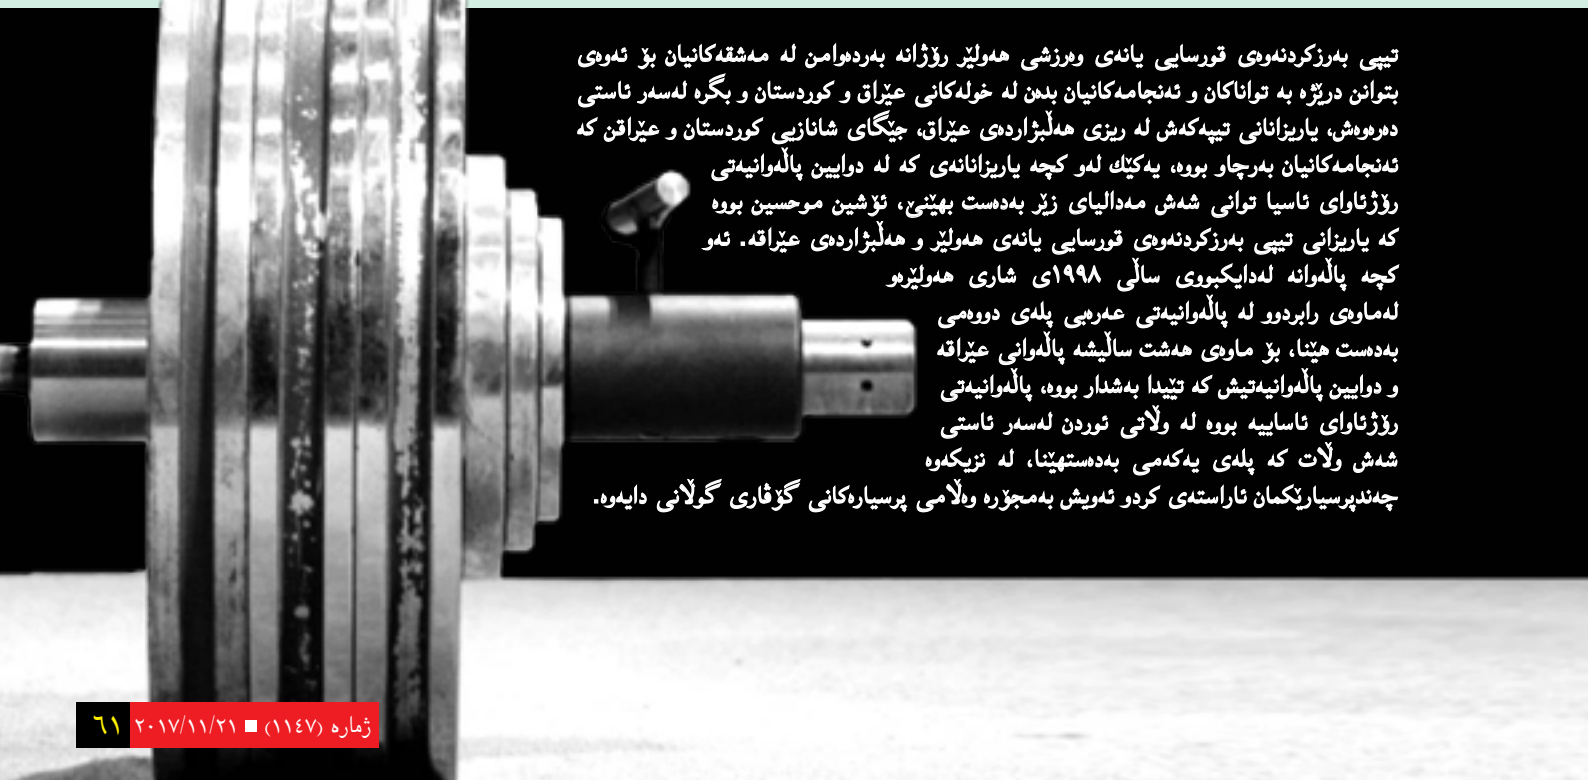 تیپی بەرزکردنەوەی قورسایی یانەی وەرزشی هەولێر رۆژانە بەردەوامن لە مەشقەکانیان بۆ ئەوەی
بتوانن درێژە بە تواناکان و ئەنجامەکانیان بدەن لە خولەکانی عێراق و کوردستان و بگرە لەسەر ئاستی
دەرەوەش، یاریزانانی تیپەکەش لە ریزی هەڵبژاردەی عێراق، جێگای شانازیی کوردستان و عێراقن کە
ئەنجامەکانیان بەرچاو بووە، یەکێك لەو کچە یاریزانانەی کە لە دوایین پاڵەوانیەتی
رۆژئاوای ئاسیا توانی شەش مەدالیای زێر بەدەست بهێنێ، ئۆشین موحسین بووە
کە یاریزانی تیپی بەرزکردنەوەی قورسایی یانەی هەولێر و هەڵبژاردەی عێراقە. ئەو
کچە پاڵەوانە لەدایکبووی ساڵی ١٩٩٨ی شاری هەولێرەو
لەماوەی رابردوو لە پاڵەوانیەتی عەرەبی پلەی دووەمی
بەدەست هێنا، بۆ ماوەی هەشت ساڵیشە پاڵەوانی عێراقە
و دوایین پاڵەوانیەتیش کە تێیدا بەشدار بووە، پاڵەوانیەتی
رۆژئاوای ئاساییە بووە لە وڵاتی ئوردن لەسەر ئاستی
شەش وڵات کە پلەی یەکەمی بەدەستهێنا، لە نزیکەوە
چەندپرسیارێکمان ئاراستەی کردو ئەویش بەمجۆرە وەڵامی پرسیارەکانی گۆڤاری گوڵانی دایەوە.
ژمارە (١١٤٧) ■ ٢٠١٧/١١/٢١ ٦١